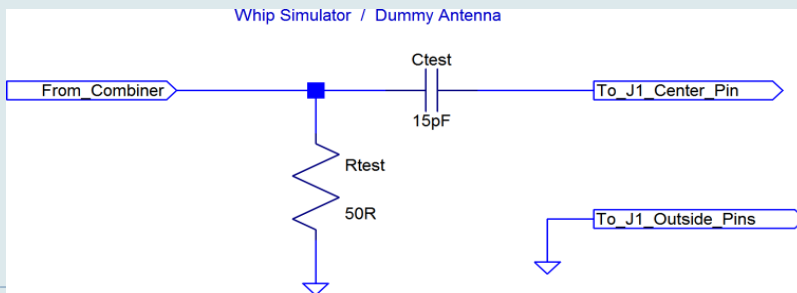 Whip Simulator / Dummy Antenna
Ctest
From_Combiner
To_J1_Center_Pin
15pF
Rtest
50R
To_J1_Outside_Pins